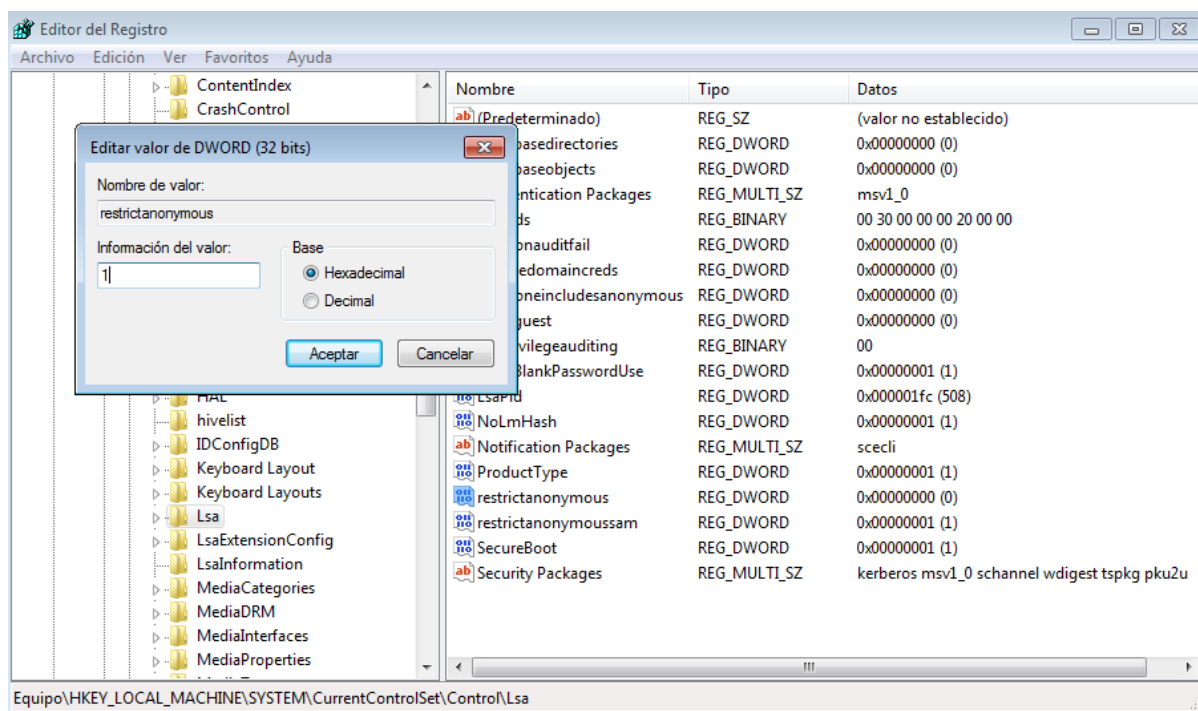 Editor del Registro
Archivo Edición Ver Favoritos Ayuda
ContentIndex
CrashControl
Editar valor de DWORD (32 bits)
Nombre de valor:
restrictanonymous
Información del valor:
1
Base
Hexadecimal
Decimal
Aceptar Cancelar
HAL
hivelist
IDConfigDB
Keyboard Layout
Keyboard Layouts
Lsa
LsaExtensionConfig
LsaInformation
MediaCategories
MediaDRM
MediaInterfaces
MediaProperties
Nombre Tipo Datos
(Predeterminado) REG_SZ (valor no establecido)
basedirectories REG_DWORD 0x00000000 (0)
baseobjects REG_DWORD 0x00000000 (0)
entication Packages REG_MULTI_SZ msv1_0
ds REG_BINARY 00 30 00 00 00 20 00 00
onauditfail REG_DWORD 0x00000000 (0)
edomaincreds REG_DWORD 0x00000000 (0)
oneincludesanonymous REG_DWORD 0x00000000 (0)
guest REG_DWORD 0x00000000 (0)
vilegeauditing REG_BINARY 00
BlankPasswordUse REG_DWORD 0x00000001 (1)
LsaPid REG_DWORD 0x000001fc (508)
NoLmHash REG_DWORD 0x00000001 (1)
Notification Packages REG_MULTI_SZ scecli
ProductType REG_DWORD 0x00000001 (1)
restrictanonymous REG_DWORD 0x00000000 (0)
restrictanonymoussam REG_DWORD 0x00000001 (1)
SecureBoot REG_DWORD 0x00000001 (1)
Security Packages REG_MULTI_SZ kerberos msv1_0 schannel wdigest tspkg pku2u
Equipo\HKEY_LOCAL_MACHINE\SYSTEM\CurrentControlSet\Control\Lsa